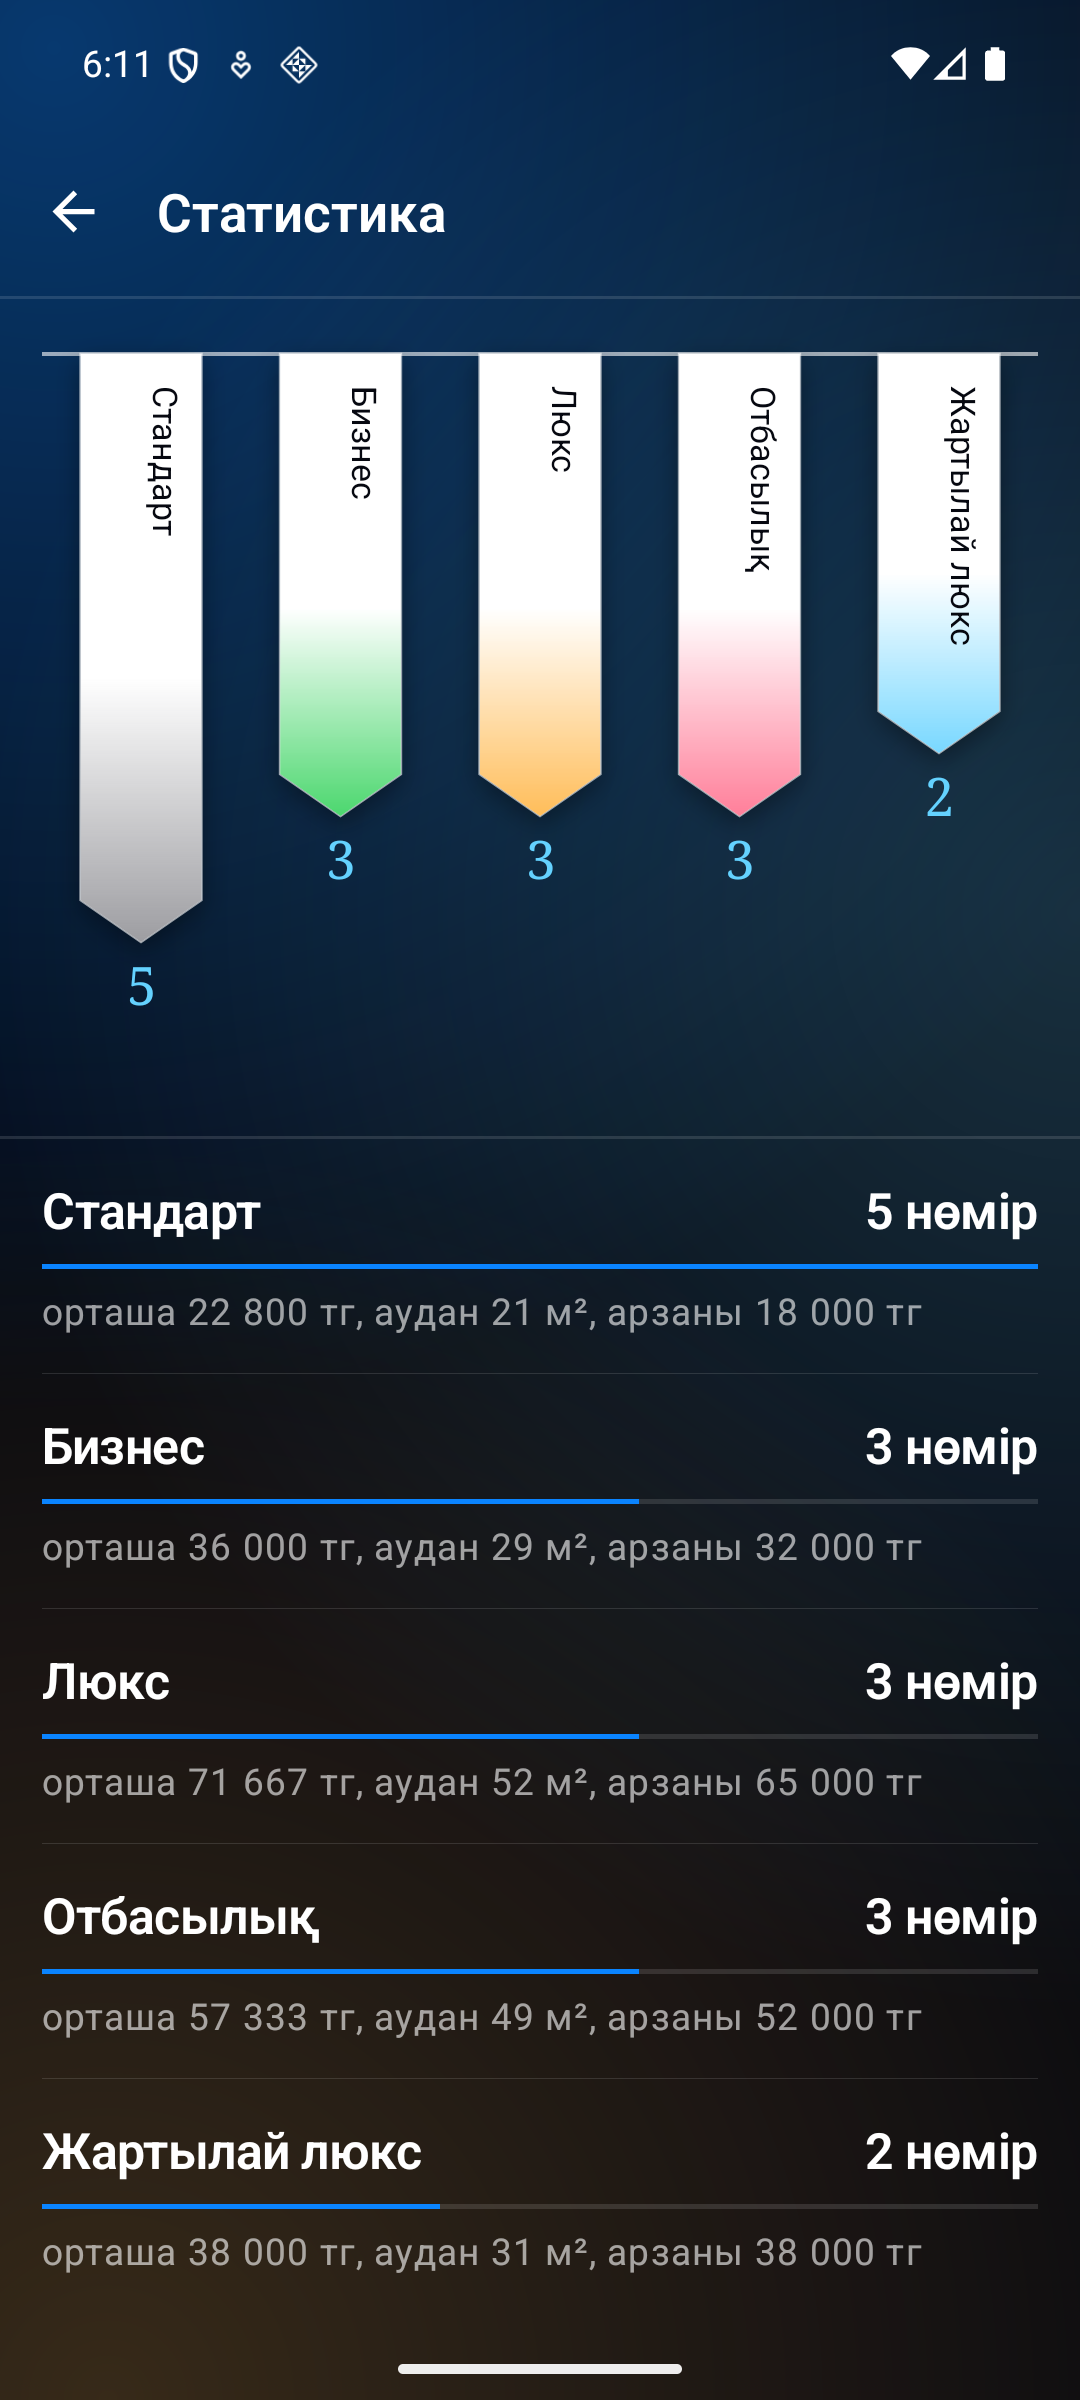 6:11
Статистика
Стандарт
Бизнес
Люкс
Отбасылық
Жартылай люкс
5
3
3
3
2
Стандарт 5 нөмір
орташа 22 800 тг, аудан 21 м², арзаны 18 000 тг
Бизнес 3 нөмір
орташа 36 000 тг, аудан 29 м², арзаны 32 000 тг
Люкс 3 нөмір
орташа 71 667 тг, аудан 52 м², арзаны 65 000 тг
Отбасылық 3 нөмір
орташа 57 333 тг, аудан 49 м², арзаны 52 000 тг
Жартылай люкс 2 нөмір
орташа 38 000 тг, аудан 31 м², арзаны 38 000 тг